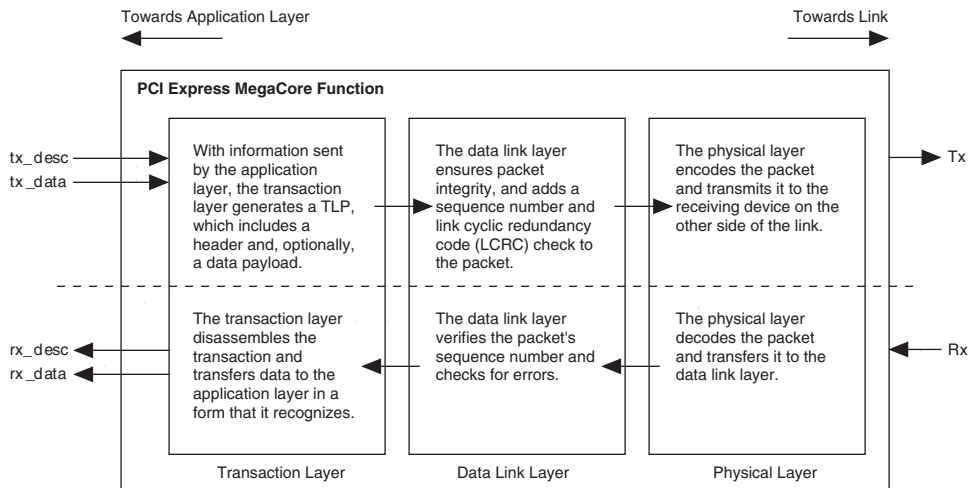 Towards Application Layer
Towards Link
PCI Express MegaCore Function
tx_desc
tx_data
With information sent
by the application
layer, the transaction
layer generates a TLP,
which includes a
header and, optionally,
a data payload.
The data link layer
ensures packet
integrity, and adds a
sequence number and
link cyclic redundancy
code (LCRC) check to
the packet.
The physical layer
encodes the packet
and transmits it to the
receiving device on the
other side of the link.
Tx
rx_desc
rx_data
The transaction layer
disassembles the
transaction and
transfers data to the
application layer in a
form that it recognizes.
The data link layer
verifies the packet's
sequence number and
checks for errors.
The physical layer
decodes the packet
and transfers it to the
data link layer.
Rx
Transaction Layer
Data Link Layer
Physical Layer